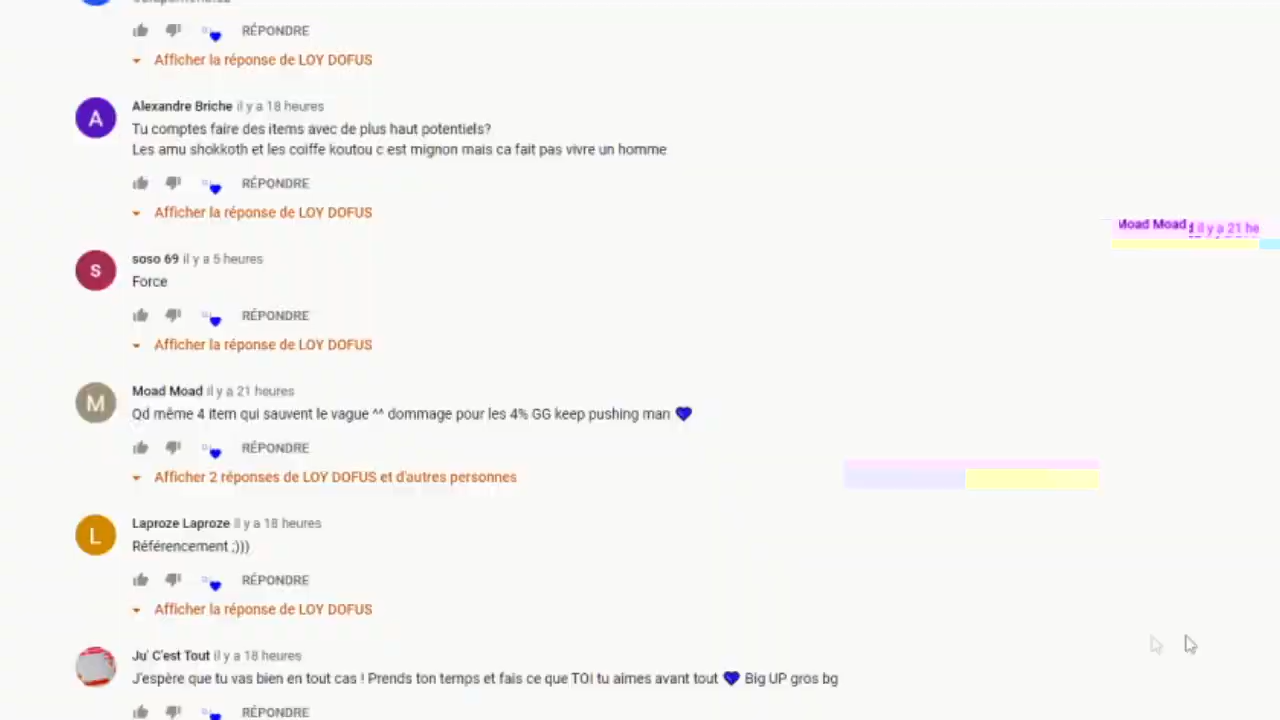 RÉPONDRE
Afficher la réponse de LOY DOFUS
Alexandre Briche il y a 18 heures
Tu comptes faire des items avec de plus haut potentiels?
Les amu shokkoth et les coiffe koutou c est mignon mais ca fait pas vivre un homme
RÉPONDRE
Afficher la réponse de LOY DOFUS
Moad Moad il y a 21 he
soso 69 il y a 5 heures
Force
RÉPONDRE
Afficher la réponse de LOY DOFUS
Moad Moad il y a 21 heures
Qd même 4 item qui sauvent le vague ^^ dommage pour les 4% GG keep pushing man 💙
RÉPONDRE
Afficher 2 réponses de LOY DOFUS et d'autres personnes
Laproze Laproze il y a 18 heures
Référencement ;)))
RÉPONDRE
Afficher la réponse de LOY DOFUS
Ju' C'est Tout il y a 18 heures
J'espère que tu vas bien en tout cas ! Prends ton temps et fais ce que TOI tu aimes avant tout 💙 Big UP gros bg
RÉPONDRE